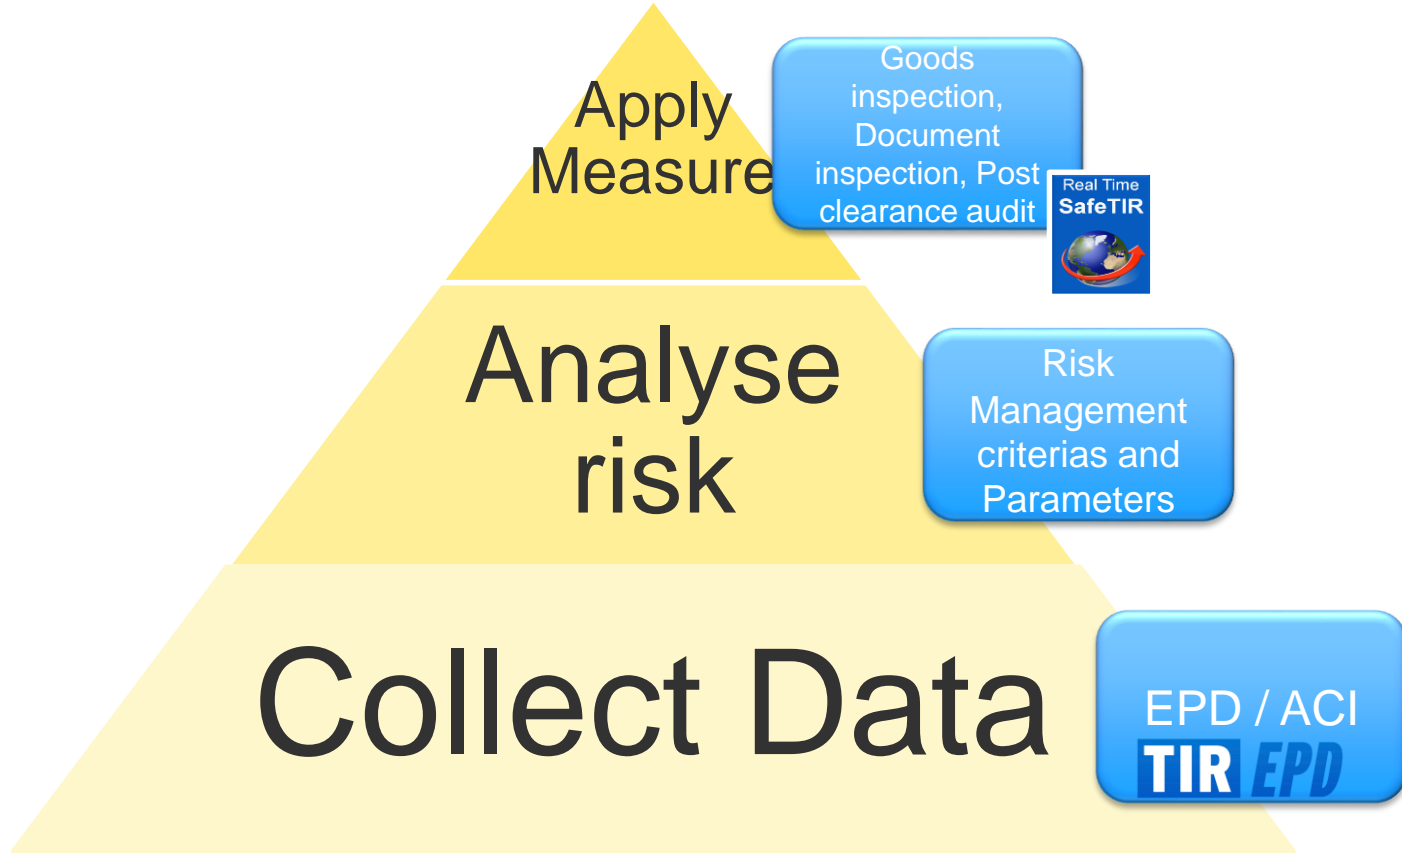 Apply
Measure
Goods
inspection,
Document
inspection, Post
clearance audit
Real Time
SafeTIR
Analyse
risk
Risk
Management
criterias and
Parameters
Collect Data
EPD / ACI
TIR EPD